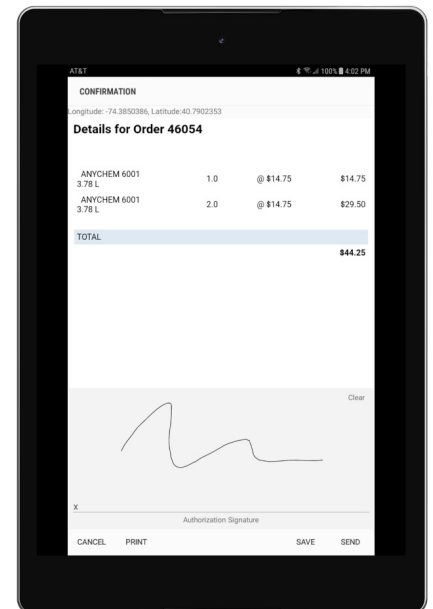 AT&T 100% 4:02 PM
CONFIRMATION
Longitude: -74.3850386, Latitude:40.7902353
Details for Order 46054
ANYCHEM 6001 1.0 @ $14.75 $14.75
3.78 L
ANYCHEM 6001 2.0 @ $14.75 $29.50
3.78 L
TOTAL
$44.25
Clear
X
Authorization Signature
CANCEL PRINT SAVE SEND